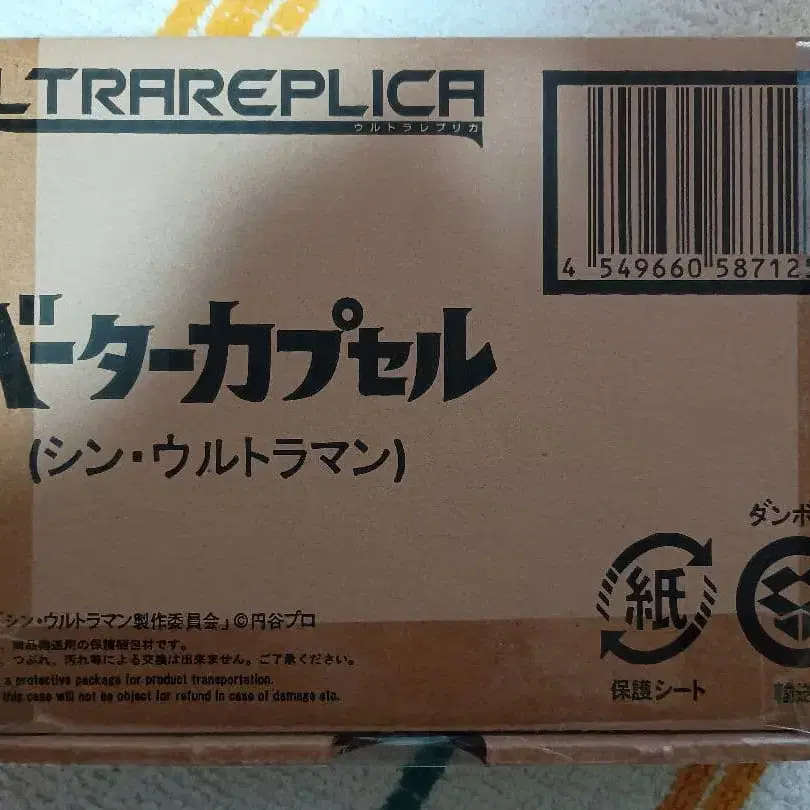 LTRAREPLICA
ウルトラレプリカ
4 549660 58712
ベーターカプセル
(シン・ウルトラマン)
ダンボ
紙
保護シート
「シン・ウルトラマン製作委員会」©円谷プロ
商品輸送用の保護梱包材です。
つぶれ、汚れ等による交換は出来ません。ご了承ください。
a protective package for product transportation.
this case will not be object for refund in case of damage etc.
輸送